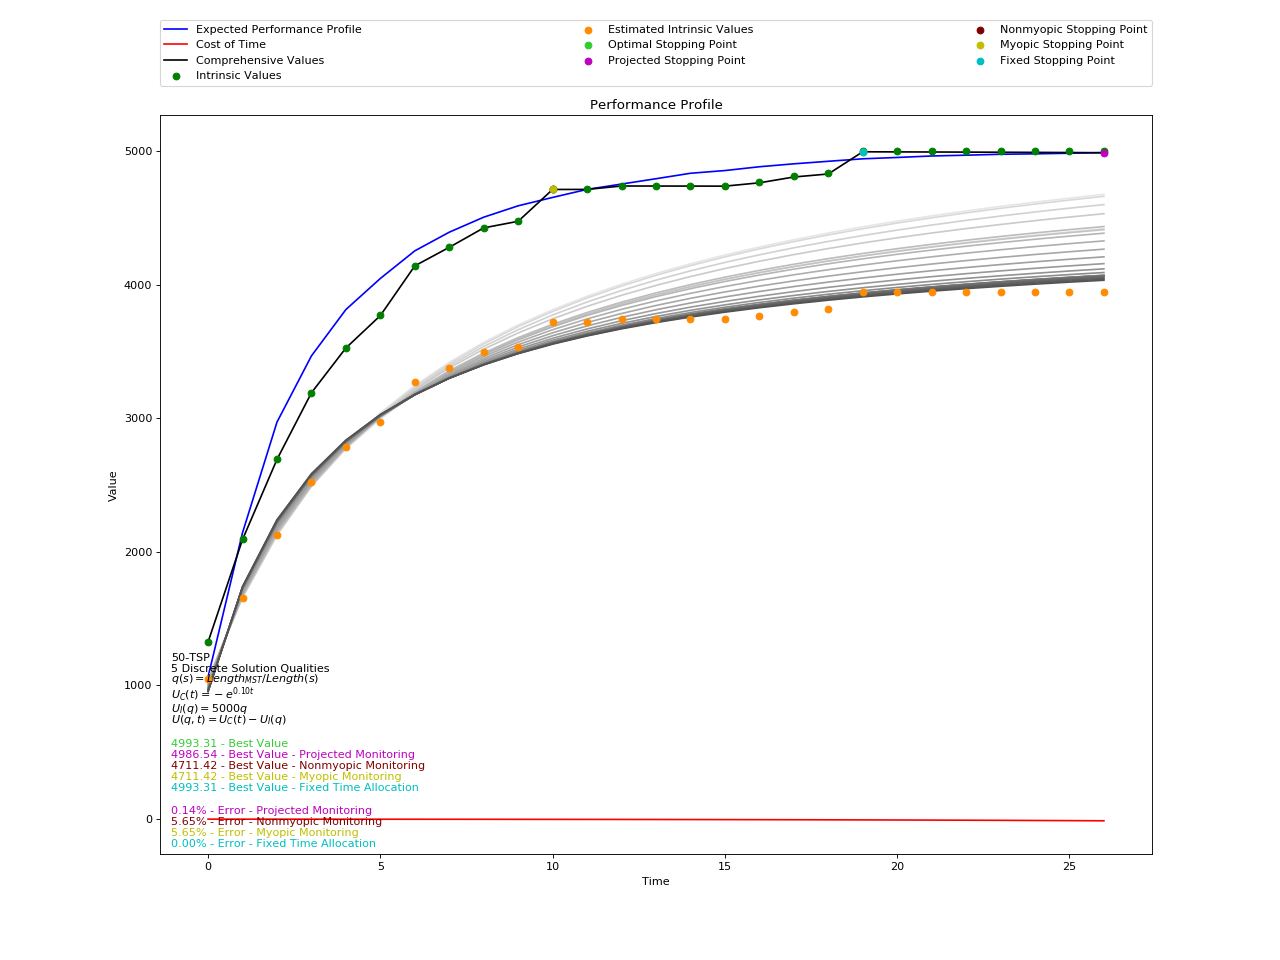 Expected Performance Profile
Cost of Time
Comprehensive Values
Intrinsic Values
Estimated Intrinsic Values
Optimal Stopping Point
Projected Stopping Point
Nonmyopic Stopping Point
Myopic Stopping Point
Fixed Stopping Point
Performance Profile
5000
4000
3000
2000
1000
0
Value
50-TSP
5 Discrete Solution Qualities
q(s) = Length_{MST}/Length(s)
U_C(t) = −e^{0.10t}
U_I(q) = 5000q
U(q, t) = U_C(t) − U_I(q)
4993.31 - Best Value
4986.54 - Best Value - Projected Monitoring
4711.42 - Best Value - Nonmyopic Monitoring
4711.42 - Best Value - Myopic Monitoring
4993.31 - Best Value - Fixed Time Allocation
0.14% - Error - Projected Monitoring
5.65% - Error - Nonmyopic Monitoring
5.65% - Error - Myopic Monitoring
0.00% - Error - Fixed Time Allocation
0 5 10 15 20 25
Time